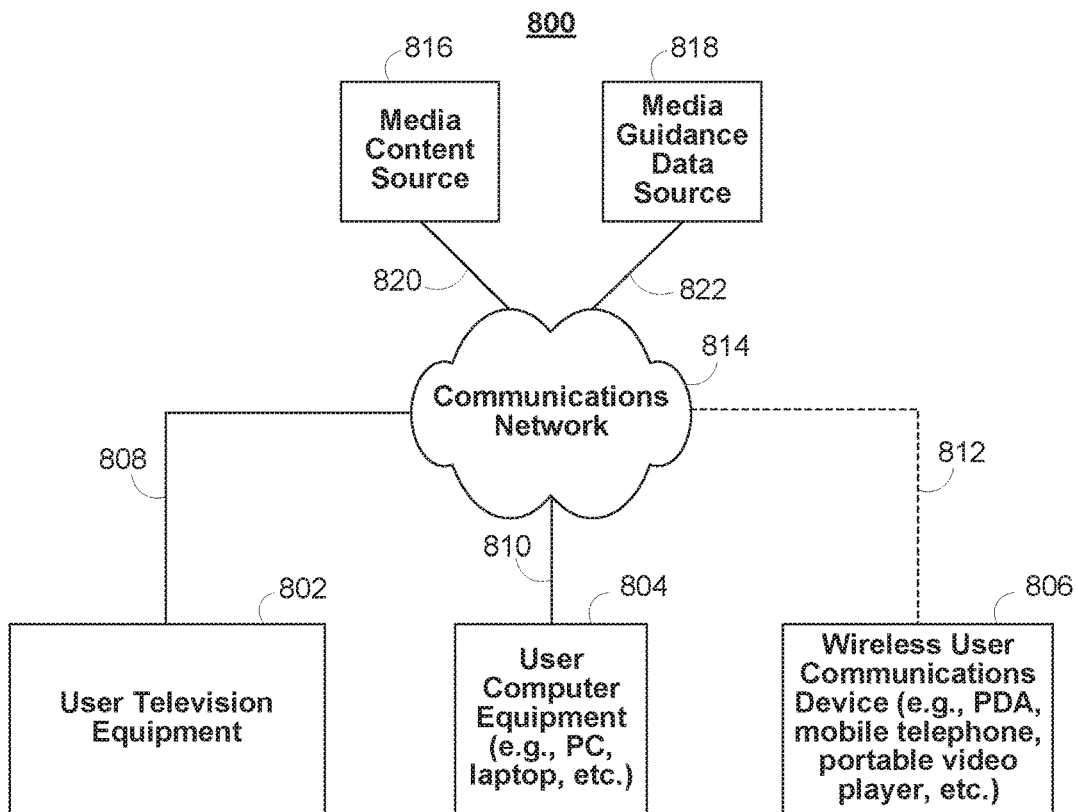 800
816
818
Media
Content
Source
Media
Guidance
Data
Source
820
822
814
Communications
Network
808
812
810
802
804
806
User Television
Equipment
User
Computer
Equipment
(e.g., PC,
laptop, etc.)
Wireless User
Communications
Device (e.g., PDA,
mobile telephone,
portable video
player, etc.)